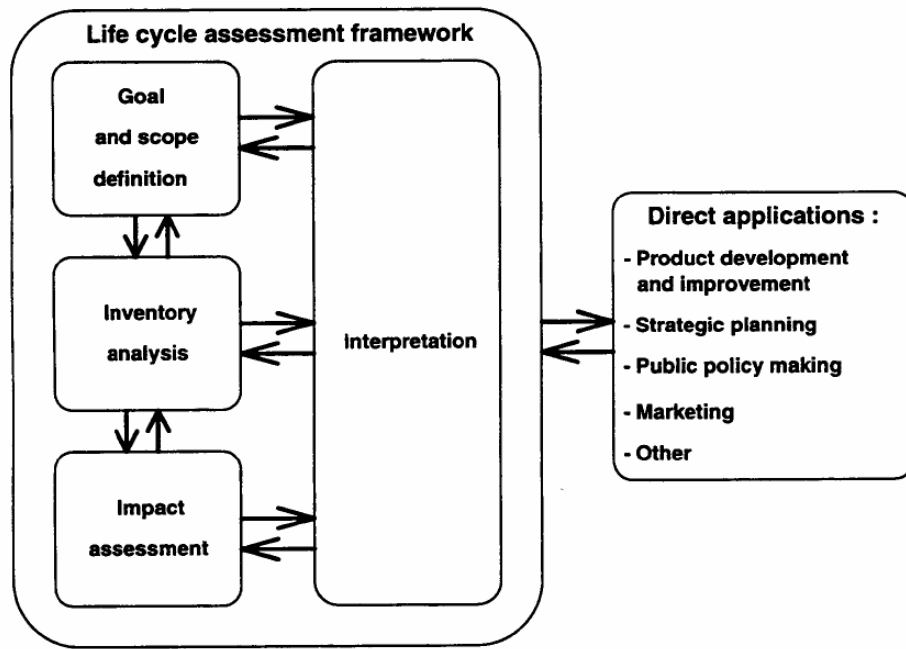 Life cycle assessment framework
Goal
and scope
definition
Inventory
analysis
Impact
assessment
Interpretation
Direct applications :
- Product development
and improvement
- Strategic planning
- Public policy making
- Marketing
- Other